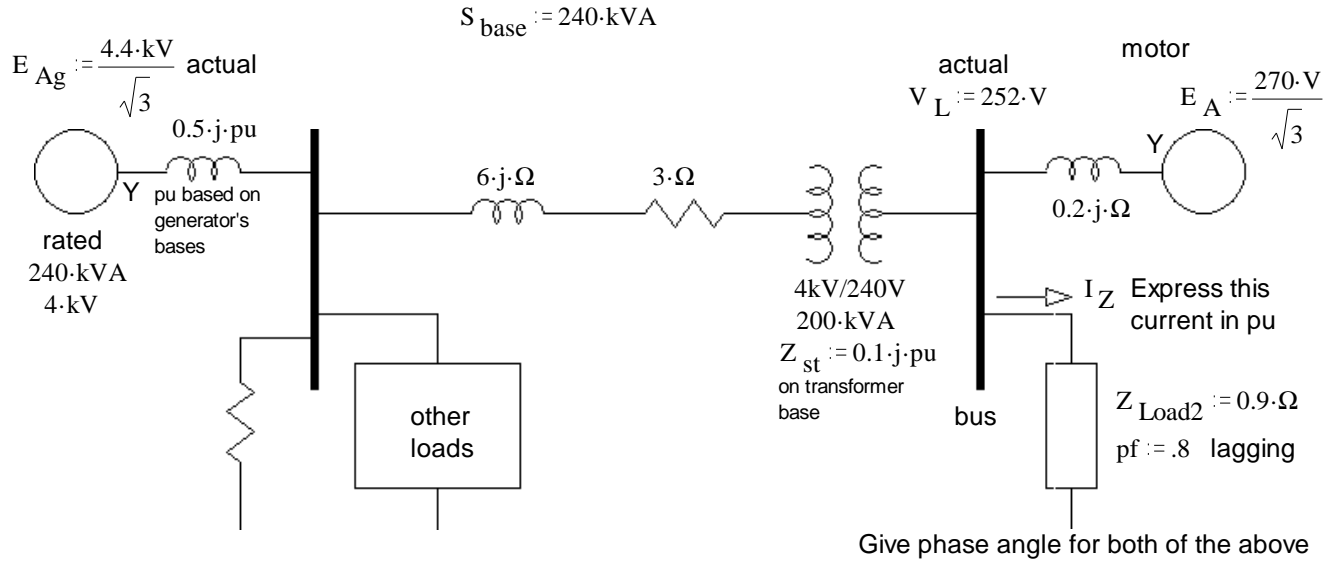 S base := 240·kVA
E Ag := 4.4·kV / √3 actual
motor
actual
V L := 252·V
E A := 270·V / √3
0.5·j·pu
Y
pu based on
generator's
bases
rated
240·kVA
4·kV
6·j·Ω
3·Ω
Y
0.2·j·Ω
4kV/240V
200·kVA
Z st := 0.1·j·pu
on transformer
base
I Z Express this
current in pu
other
loads
bus
Z Load2 := 0.9·Ω
pf := .8 lagging
Give phase angle for both of the above